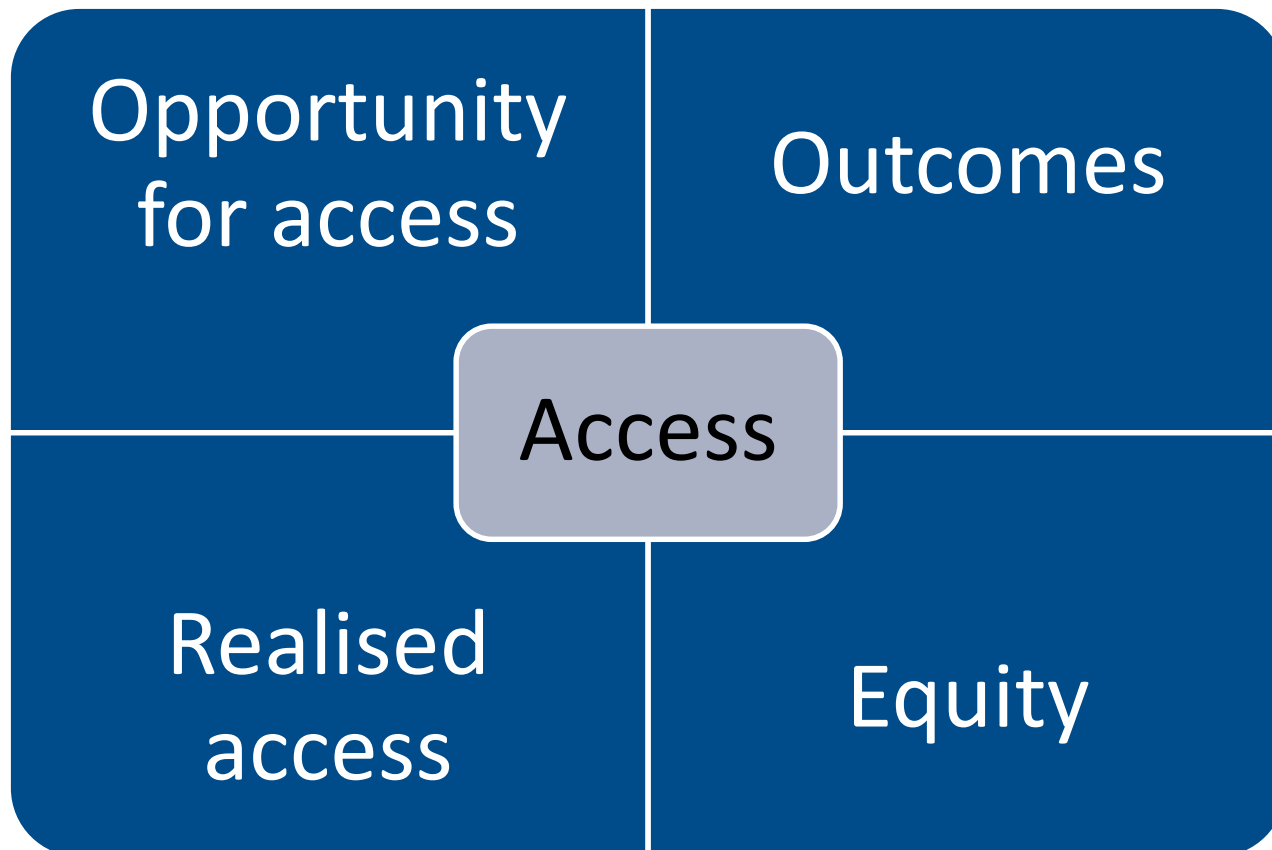 Opportunity
for access
Outcomes
Access
Realised
access
Equity